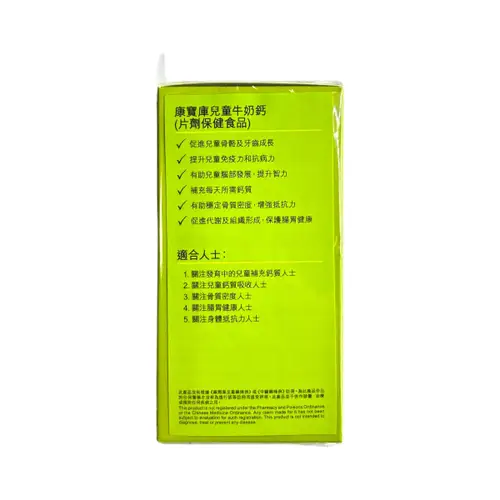 康寶庫兒童牛奶鈣
(片劑保健食品)
✓ 促進兒童骨骼及牙齒成長
✓ 提升兒童免疫力和抗病力
✓ 有助兒童腦部發展，提升智力
✓ 補充每天所需鈣質
✓ 有助穩定骨質密度，增強抵抗力
✓ 促進代謝及組織形成，保護腸胃健康
適合人士：
1. 關注發育中的兒童補充鈣質人士
2. 關注兒童鈣質吸收人士
3. 關注骨質密度人士
4. 關注腸胃健康人士
5. 關注身體抵抗力人士
This product is not registered under the Pharmacy and Poisons Ordinance
or the Chinese Medicine Ordinance. Any claim made for it has not been
subject to evaluation for such registration. This product is not intended to
diagnose, treat or prevent any disease.